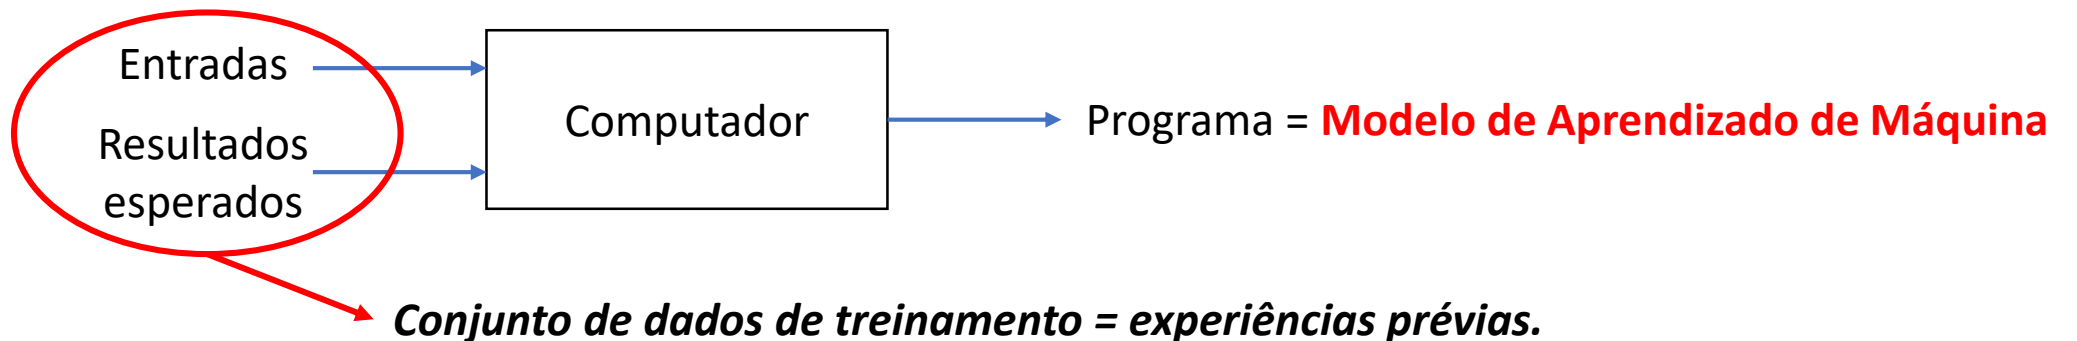 Entradas
Resultados
esperados
Computador
Programa = Modelo de Aprendizado de Máquina
Conjunto de dados de treinamento = experiências prévias.